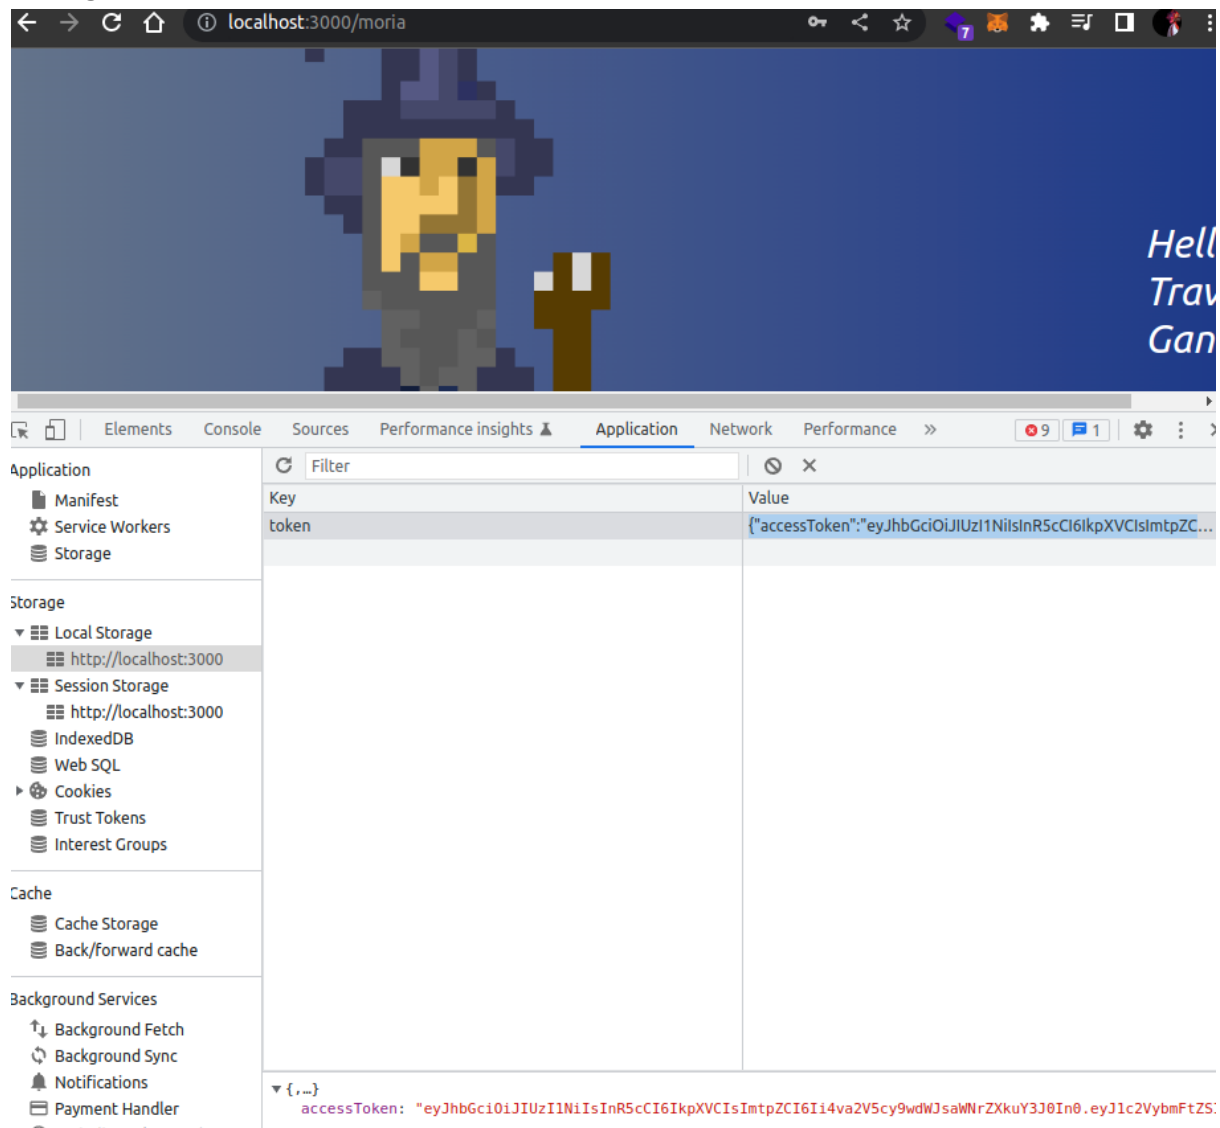 localhost:3000/moria
7
Hell
Trav
Gan
Elements Console Sources Performance insights Application Network Performance » 9 1
Application
Manifest
Service Workers
Storage
Storage
Local Storage
http://localhost:3000
Session Storage
http://localhost:3000
IndexedDB
Web SQL
Cookies
Trust Tokens
Interest Groups
Cache
Cache Storage
Back/forward cache
Background Services
Background Fetch
Background Sync
Notifications
Payment Handler
Filter
Key Value
token {"accessToken":"eyJhbGciOiJIUzI1NiIsInR5cCI6IkpXVCIsImtpZC...
▼{,…}
accessToken: "eyJhbGciOiJIUzI1NiIsInR5cCI6IkpXVCIsImtpZCI6Ii4va2V5cy9wdWJsaWNrZXkuY3J0In0.eyJ1c2VybmFtZSI